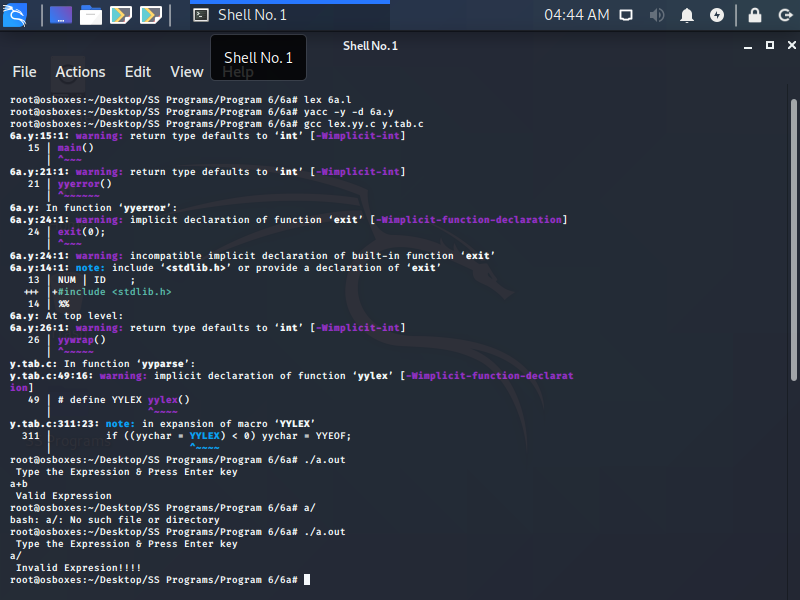 Shell No. 1
04:44 AM
Shell No. 1
Shell No. 1
File Actions Edit View Help
root@osboxes:~/Desktop/SS Programs/Program 6/6a# lex 6a.l
root@osboxes:~/Desktop/SS Programs/Program 6/6a# yacc -y -d 6a.y
root@osboxes:~/Desktop/SS Programs/Program 6/6a# gcc lex.yy.c y.tab.c
6a.y:15:1: warning: return type defaults to ‘int’ [-Wimplicit-int]
15 | main()
| ^~~~
6a.y:21:1: warning: return type defaults to ‘int’ [-Wimplicit-int]
21 | yyerror()
| ^~~~~~~
6a.y: In function ‘yyerror’:
6a.y:24:1: warning: implicit declaration of function ‘exit’ [-Wimplicit-function-declaration]
24 | exit(0);
| ^~~~
6a.y:24:1: warning: incompatible implicit declaration of built-in function ‘exit’
6a.y:14:1: note: include ‘<stdlib.h>’ or provide a declaration of ‘exit’
13 | NUM | ID ;
+++ |+#include <stdlib.h>
14 | %%
6a.y: At top level:
6a.y:26:1: warning: return type defaults to ‘int’ [-Wimplicit-int]
26 | yywrap()
| ^~~~~~
y.tab.c: In function ‘yyparse’:
y.tab.c:49:16: warning: implicit declaration of function ‘yylex’ [-Wimplicit-function-declarat
ion]
49 | # define YYLEX yylex()
| ^~~~~
y.tab.c:311:23: note: in expansion of macro ‘YYLEX’
311 | if ((yychar = YYLEX) < 0) yychar = YYEOF;
| ^~~~~
root@osboxes:~/Desktop/SS Programs/Program 6/6a# ./a.out
Type the Expression & Press Enter key
a+b
Valid Expression
root@osboxes:~/Desktop/SS Programs/Program 6/6a# a/
bash: a/: No such file or directory
root@osboxes:~/Desktop/SS Programs/Program 6/6a# ./a.out
Type the Expression & Press Enter key
a/
Invalid Expresion!!!!
root@osboxes:~/Desktop/SS Programs/Program 6/6a#